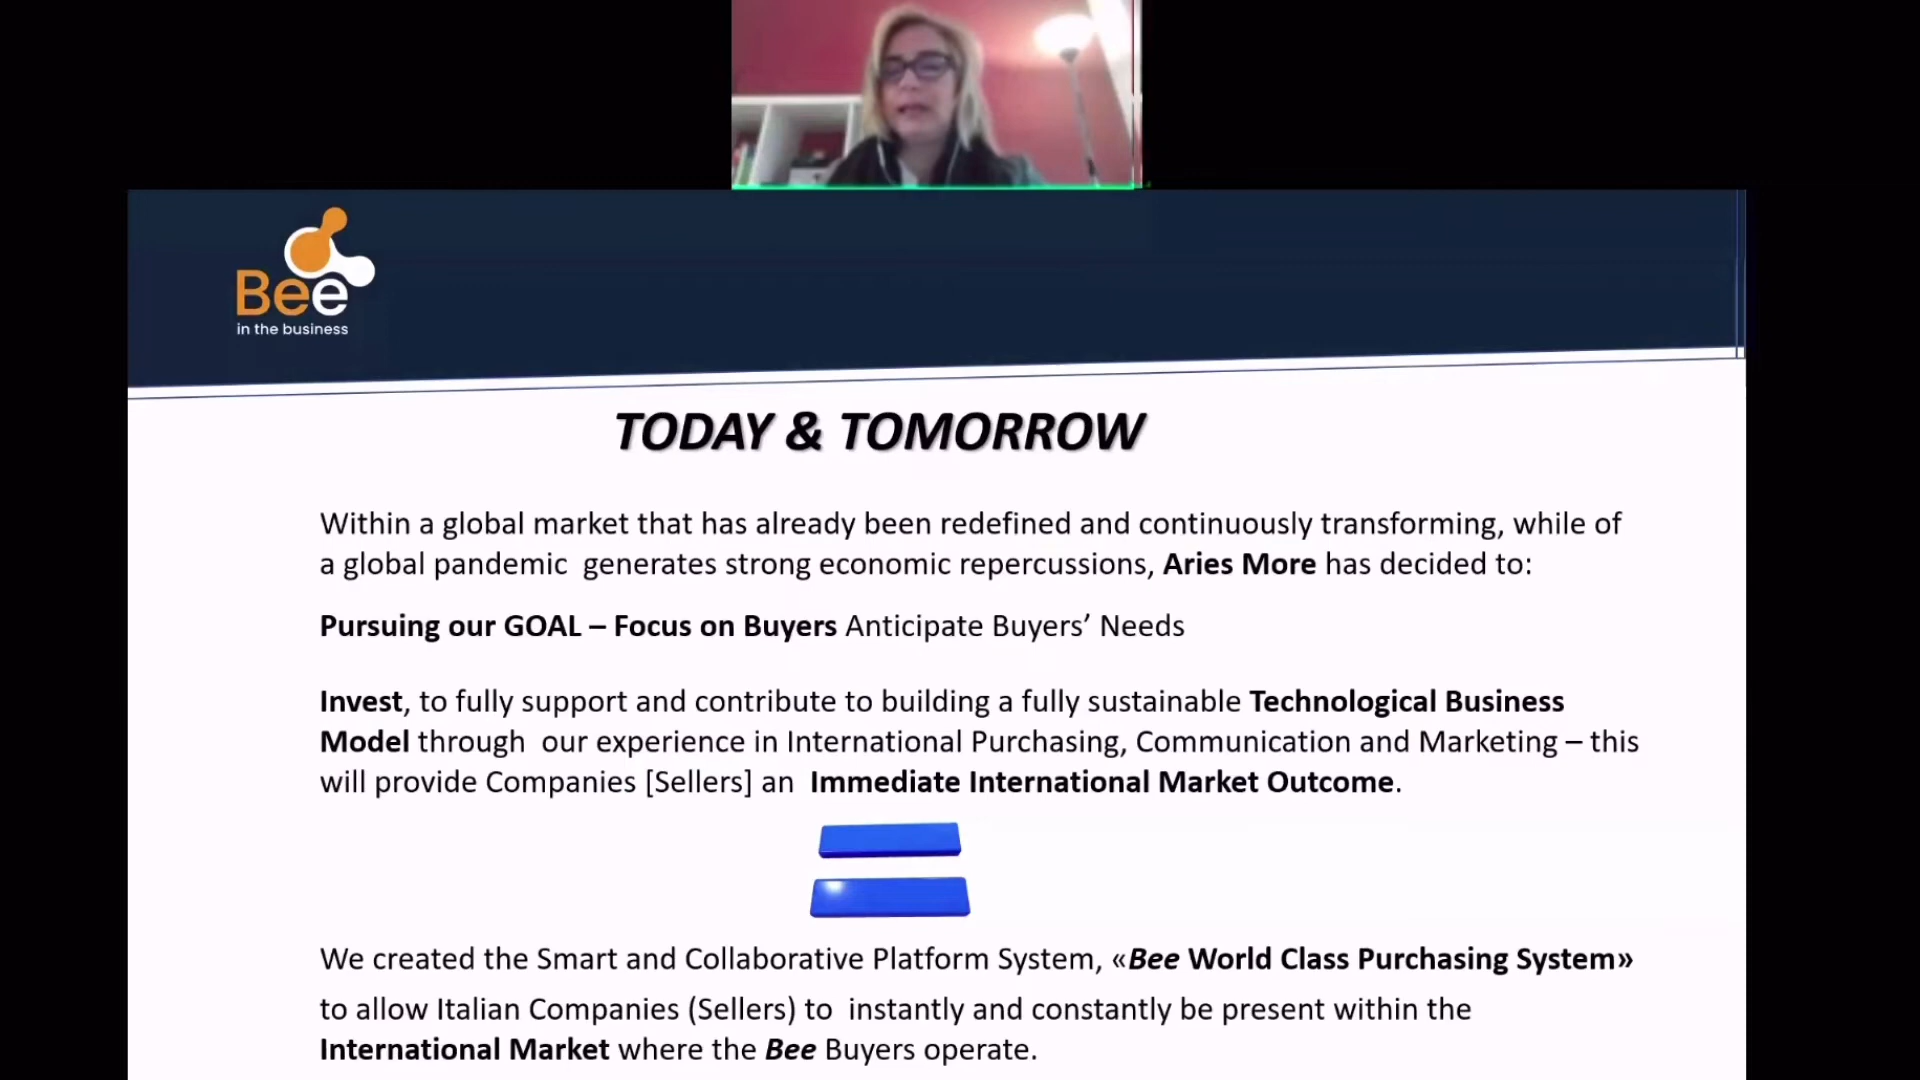 Bee
in the business
TODAY & TOMORROW
Within a global market that has already been redefined and continuously transforming, while of
a global pandemic generates strong economic repercussions, Aries More has decided to:
Pursuing our GOAL – Focus on Buyers Anticipate Buyers’ Needs
Invest, to fully support and contribute to building a fully sustainable Technological Business
Model through our experience in International Purchasing, Communication and Marketing – this
will provide Companies [Sellers] an Immediate International Market Outcome.
We created the Smart and Collaborative Platform System, «Bee World Class Purchasing System»
to allow Italian Companies (Sellers) to instantly and constantly be present within the
International Market where the Bee Buyers operate.